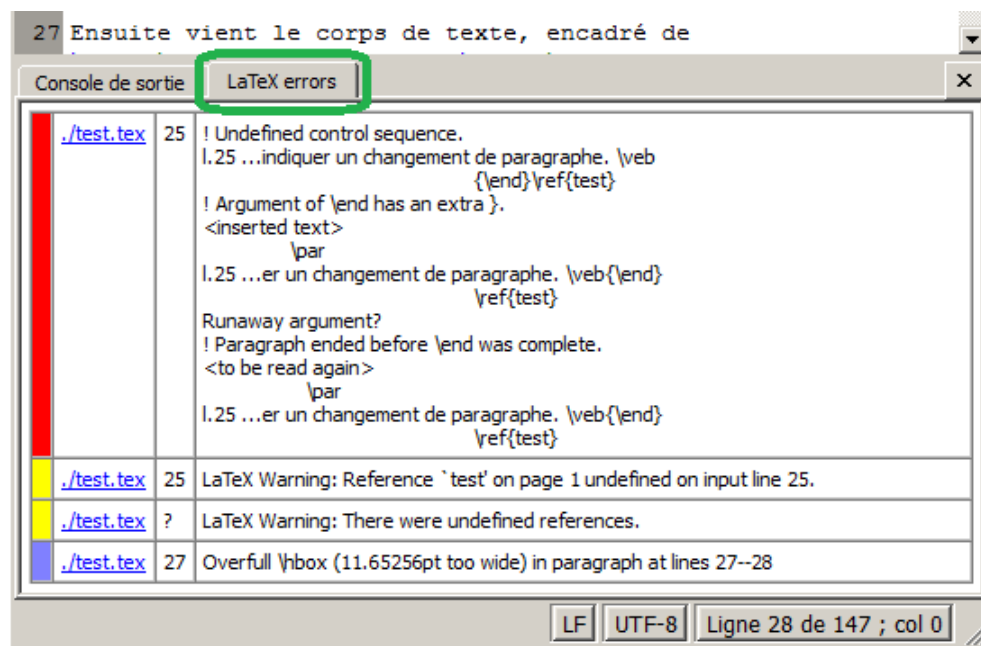 27 Ensuite vient le corps de texte, encadré de
Console de sortie LaTeX errors
./test.tex 25 ! Undefined control sequence.
l.25 ...indiquer un changement de paragraphe. \veb
{\end}\ref{test}
! Argument of \end has an extra }.
<inserted text>
\par
l.25 ...er un changement de paragraphe. \veb{\end}
\ref{test}
Runaway argument?
! Paragraph ended before \end was complete.
<to be read again>
\par
l.25 ...er un changement de paragraphe. \veb{\end}
\ref{test}
./test.tex 25 LaTeX Warning: Reference `test' on page 1 undefined on input line 25.
./test.tex ? LaTeX Warning: There were undefined references.
./test.tex 27 Overfull \hbox (11.65256pt too wide) in paragraph at lines 27--28
LF UTF-8 Ligne 28 de 147 ; col 0